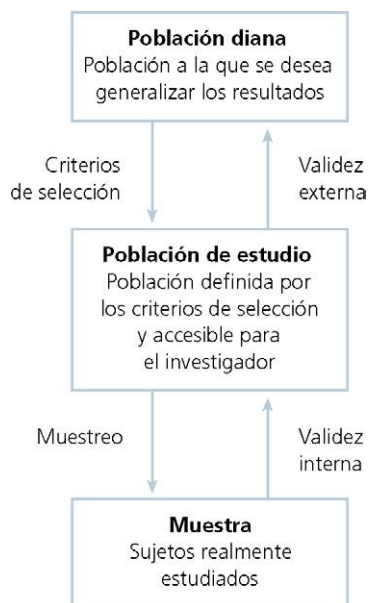 Población diana
Población a la que se desea
generalizar los resultados
Criterios
de selección
Validez
externa
Población de estudio
Población definida por
los criterios de selección
y accesible para
el investigador
Muestreo
Validez
interna
Muestra
Sujetos realmente
estudiados